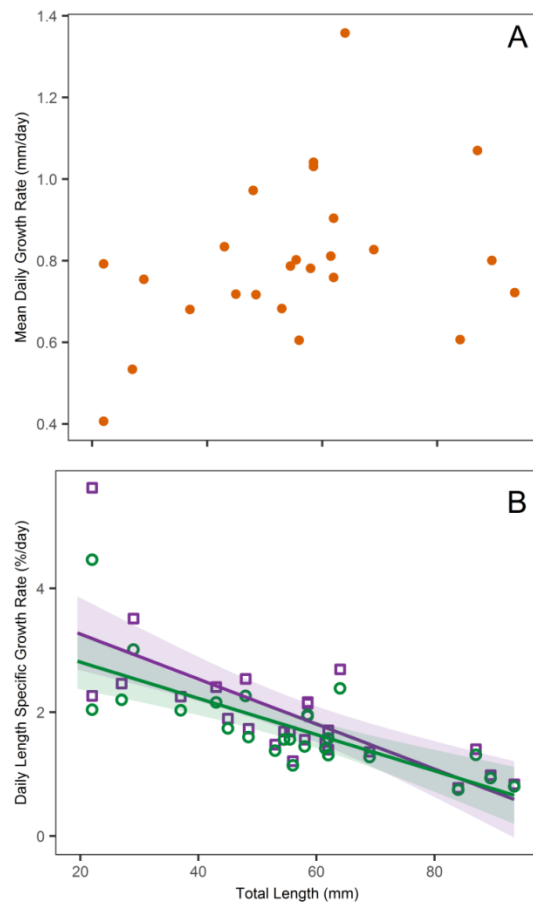 A
Mean Daily Growth Rate (mm/day)
1.4
1.2
1.0
0.8
0.6
0.4
B
Daily Length Specific Growth Rate (%/day)
4
2
0
20 40 60 80
Total Length (mm)